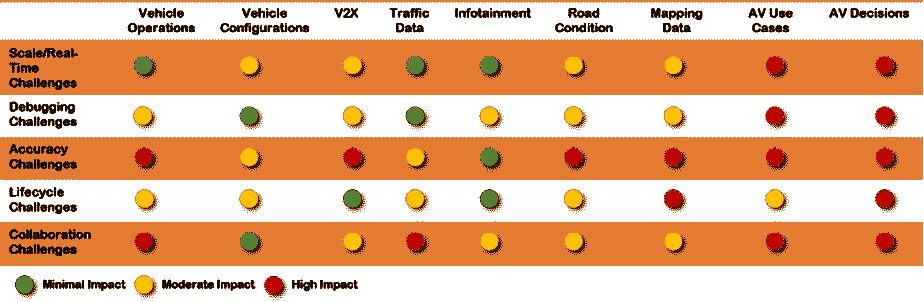 Vehicle Operations
Vehicle Configurations
V2X
Traffic Data
Infotainment
Road Condition
Mapping Data
AV Use Cases
AV Decisions
Scale/Real-
Time
Challenges
Debugging
Challenges
Accuracy
Challenges
Lifecycle
Challenges
Collaboration
Challenges
Minimal Impact
Moderate Impact
High Impact